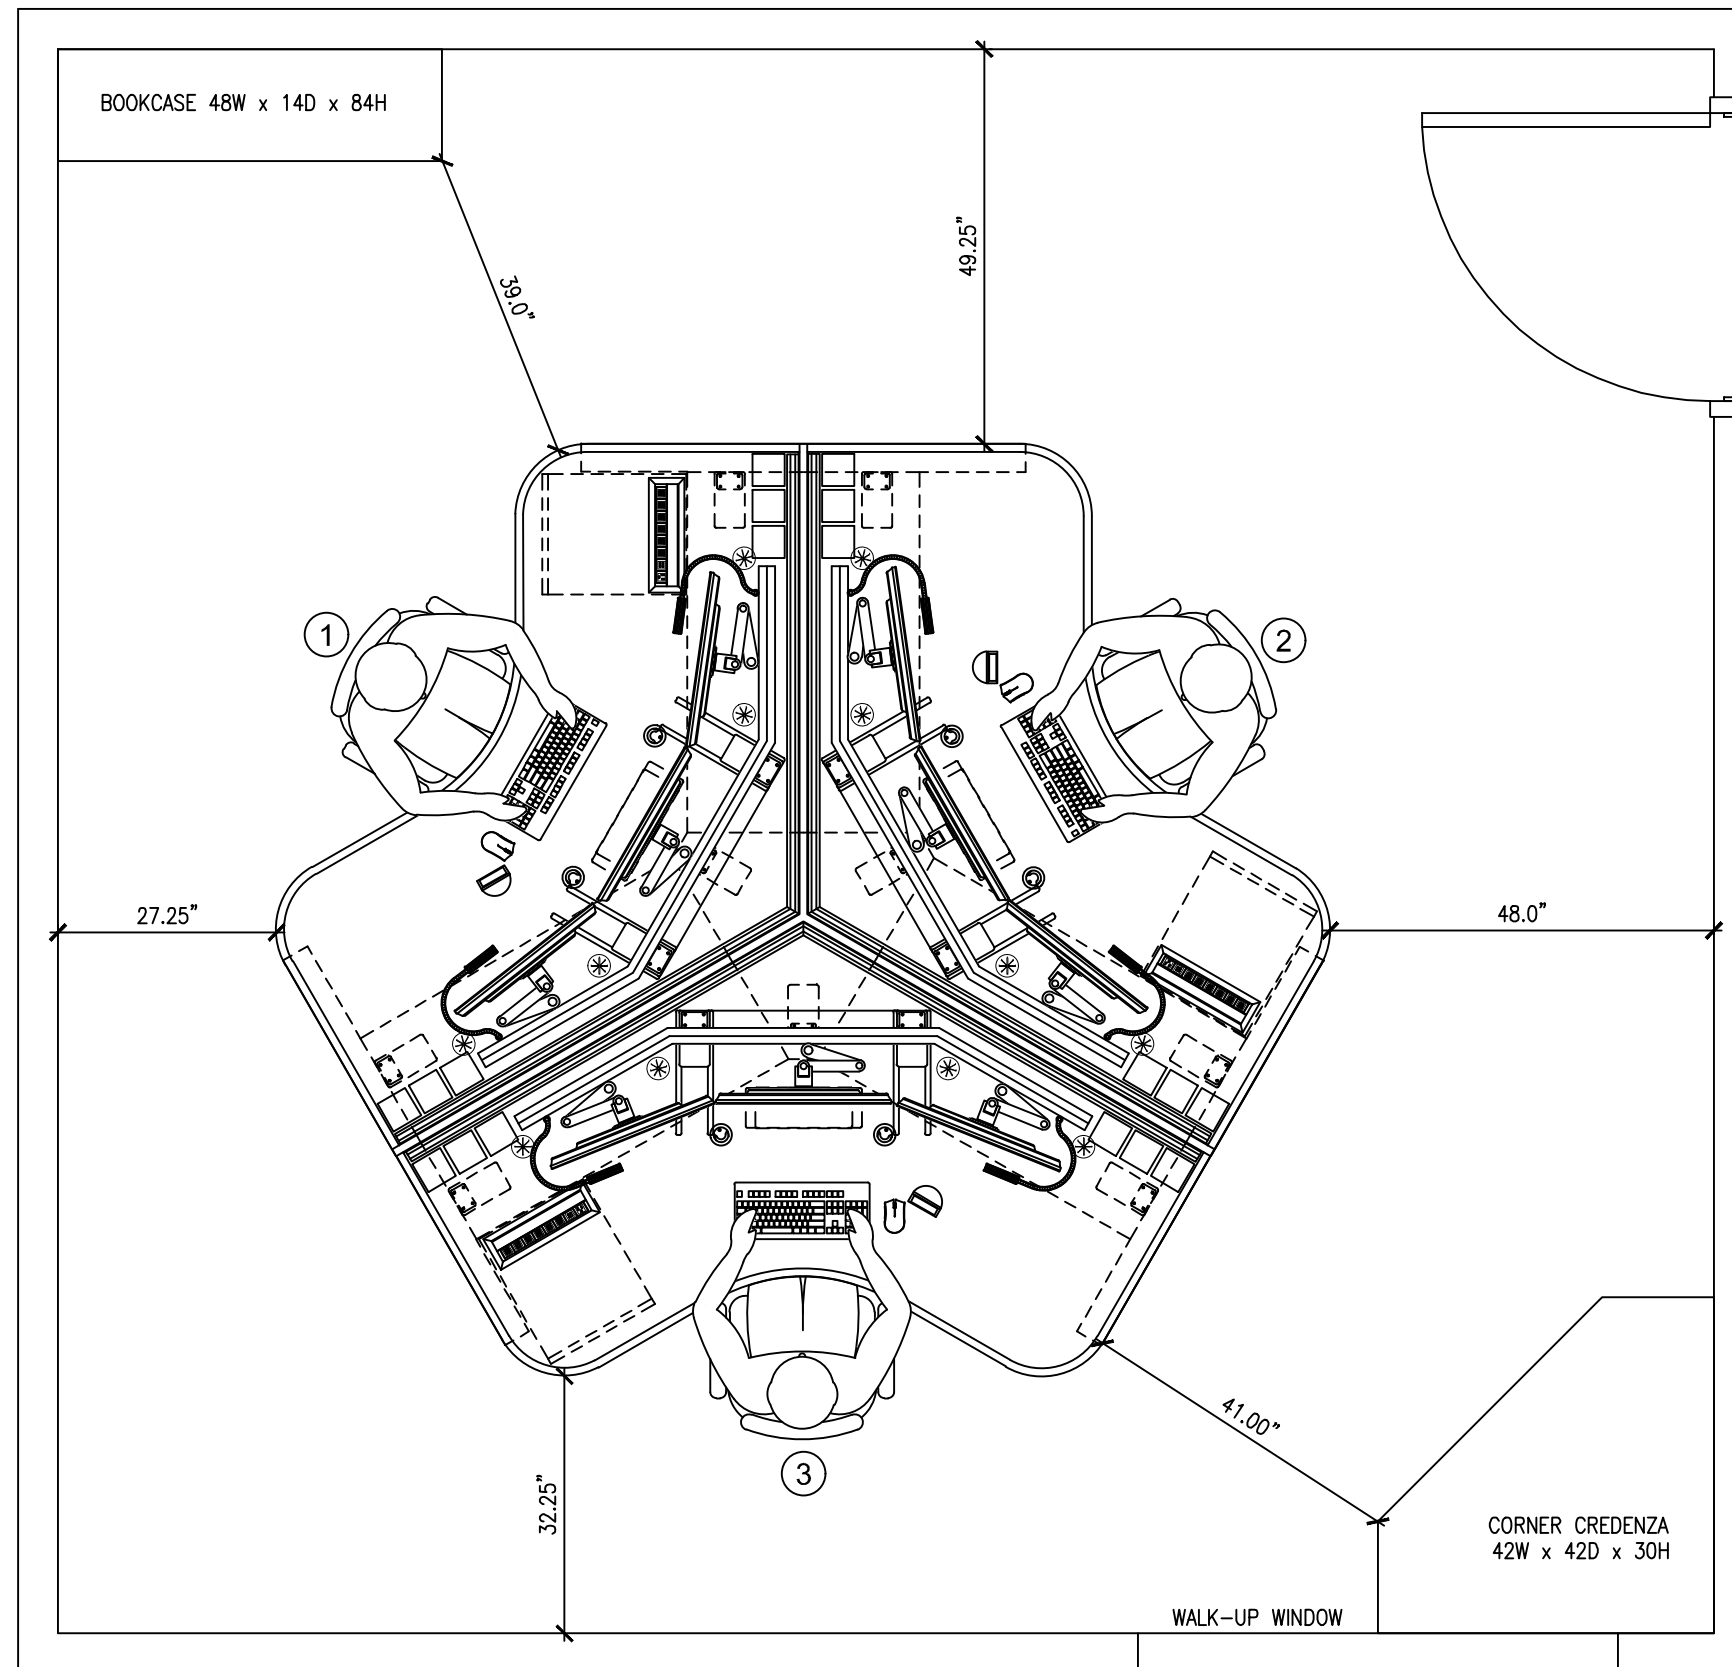 BOOKCASE 48W x 14D x 84H
49.25”
39.0”
1
2
27.25”
48.0”
41.00”
3
32.25”
CORNER CREDENZA
42W x 42D x 30H
WALK-UP WINDOW